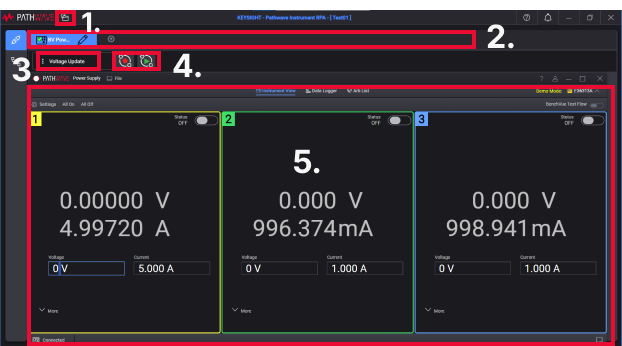 PATHWAVE
1.
KEYSIGHT - Pathwave Instrument RPA - [ Test01 ]
BV Pow...
2.
3.
Voltage Update
4.
PATHWAVE Power Supply File
Instrument View Data Logger Arb List
Demo Mode: E36313A
Settings All On All Off
BenchVue Test Flow
1
Status
OFF
2
Status
OFF
3
Status
OFF
5.
0.00000 V
4.99720 A
0.000 V
996.374mA
0.000 V
998.941mA
Voltage
0 V
Current
5.000 A
Voltage
0 V
Current
1.000 A
Voltage
0 V
Current
1.000 A
More
More
More
Connected